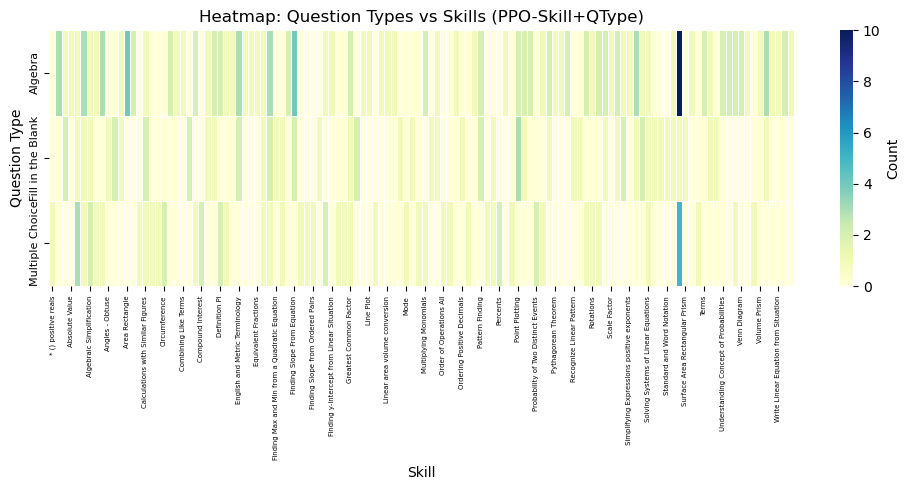 Heatmap: Question Types vs Skills (PPO-Skill+QType)
Question Type
Algebra
Fill in the Blank
Multiple Choice
* () positive reals
Absolute Value
Algebraic Simplification
Angles - Obtuse
Area Rectangle
Calculations with Similar Figures
Circumference
Combining Like Terms
Compound Interest
Definition Pi
English and Metric Terminology
Equivalent Fractions
Finding Max and Min from a Quadratic Equation
Finding Slope From Equation
Finding Slope from Ordered Pairs
Finding y-intercept from Linear Situation
Greatest Common Factor
Line Plot
Linear area volume conversion
Mode
Multiplying Monomials
Order of Operations All
Ordering Positive Decimals
Pattern Finding
Percents
Point Plotting
Probability of Two Distinct Events
Pythagorean Theorem
Recognize Linear Pattern
Rotations
Scale Factor
Simplifying Expressions positive exponents
Solving Systems of Linear Equations
Standard and Word Notation
Surface Area Rectangular Prism
Terms
Understanding Concept of Probabilities
Venn Diagram
Volume Prism
Write Linear Equation from Situation
Skill
10
8
6
4
2
0
Count